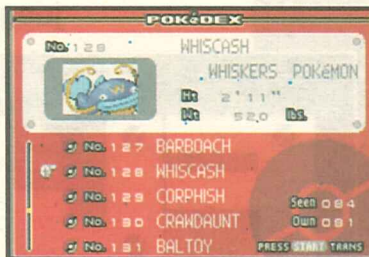 POKéDEX
No. 128 WHISCASH
WHISKERS POKéMON
Ht 2'11"
Wt 52.0 lbs.
No. 127 BARBOACH
No. 128 WHISCASH
No. 129 CORPHISH
No. 130 CRAWDAUNT
No. 131 BALTOY
Seen 084
Own 081
PRESS START TRANS